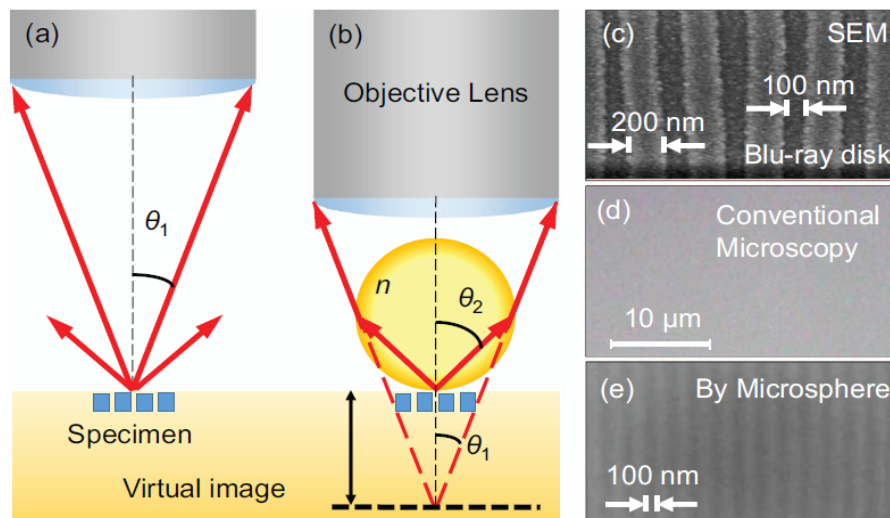 (a)
θ1
Specimen
Virtual image
(b)
Objective Lens
n
θ2
θ1
(c)
SEM
100 nm
200 nm
Blu-ray disk
(d)
Conventional
Microscopy
10 μm
(e)
By Microsphere
100 nm